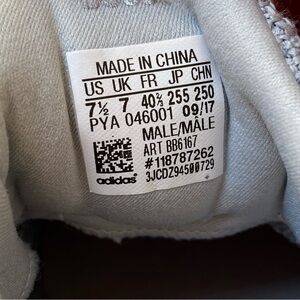 MADE IN CHINA
US UK FR JP CHN
7½ 7 40⅔ 255 250
PYA 046001 09/17
MALE/MÂLE
ART BB6167
#118787262
3JCDZ94500729
adidas